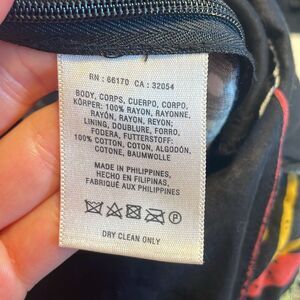 RN : 66170 CA : 32054
BODY, CORPS, CUERPO, CORPO,
KÖRPER: 100% RAYON, RAYONNE,
RAYÓN, RAYON, REYON;
LINING, DOUBLURE, FORRO,
FODERA, FUTTERSTOFF:
100% COTTON, COTON, ALGODÓN,
COTONE, BAUMWOLLE
MADE IN PHILIPPINES,
HECHO EN FILIPINAS,
FABRIQUÉ AUX PHILIPPINES
P
DRY CLEAN ONLY